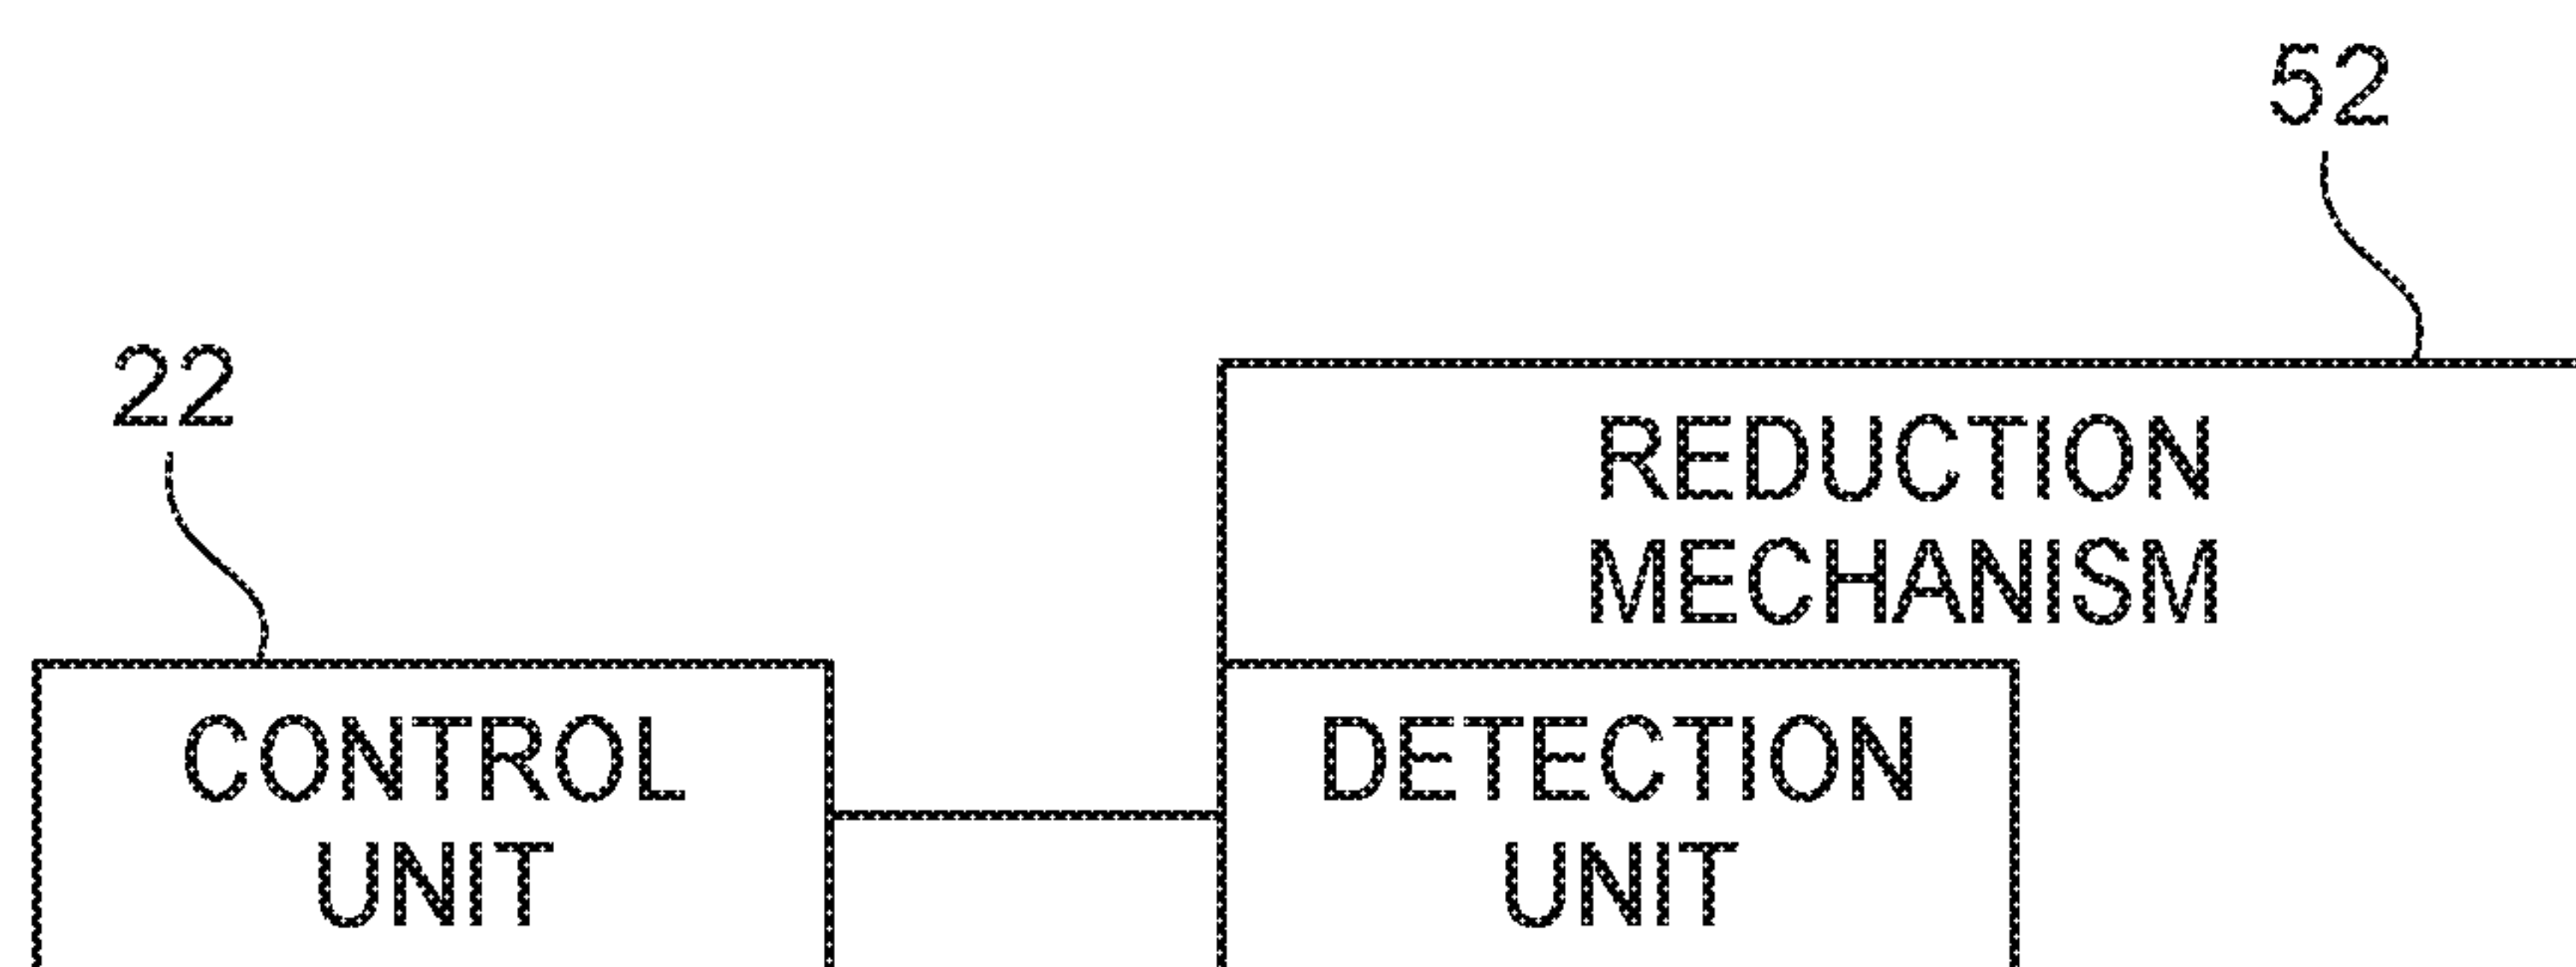 52
22
REDUCTION
MECHANISM
CONTROL
UNIT
DETECTION
UNIT